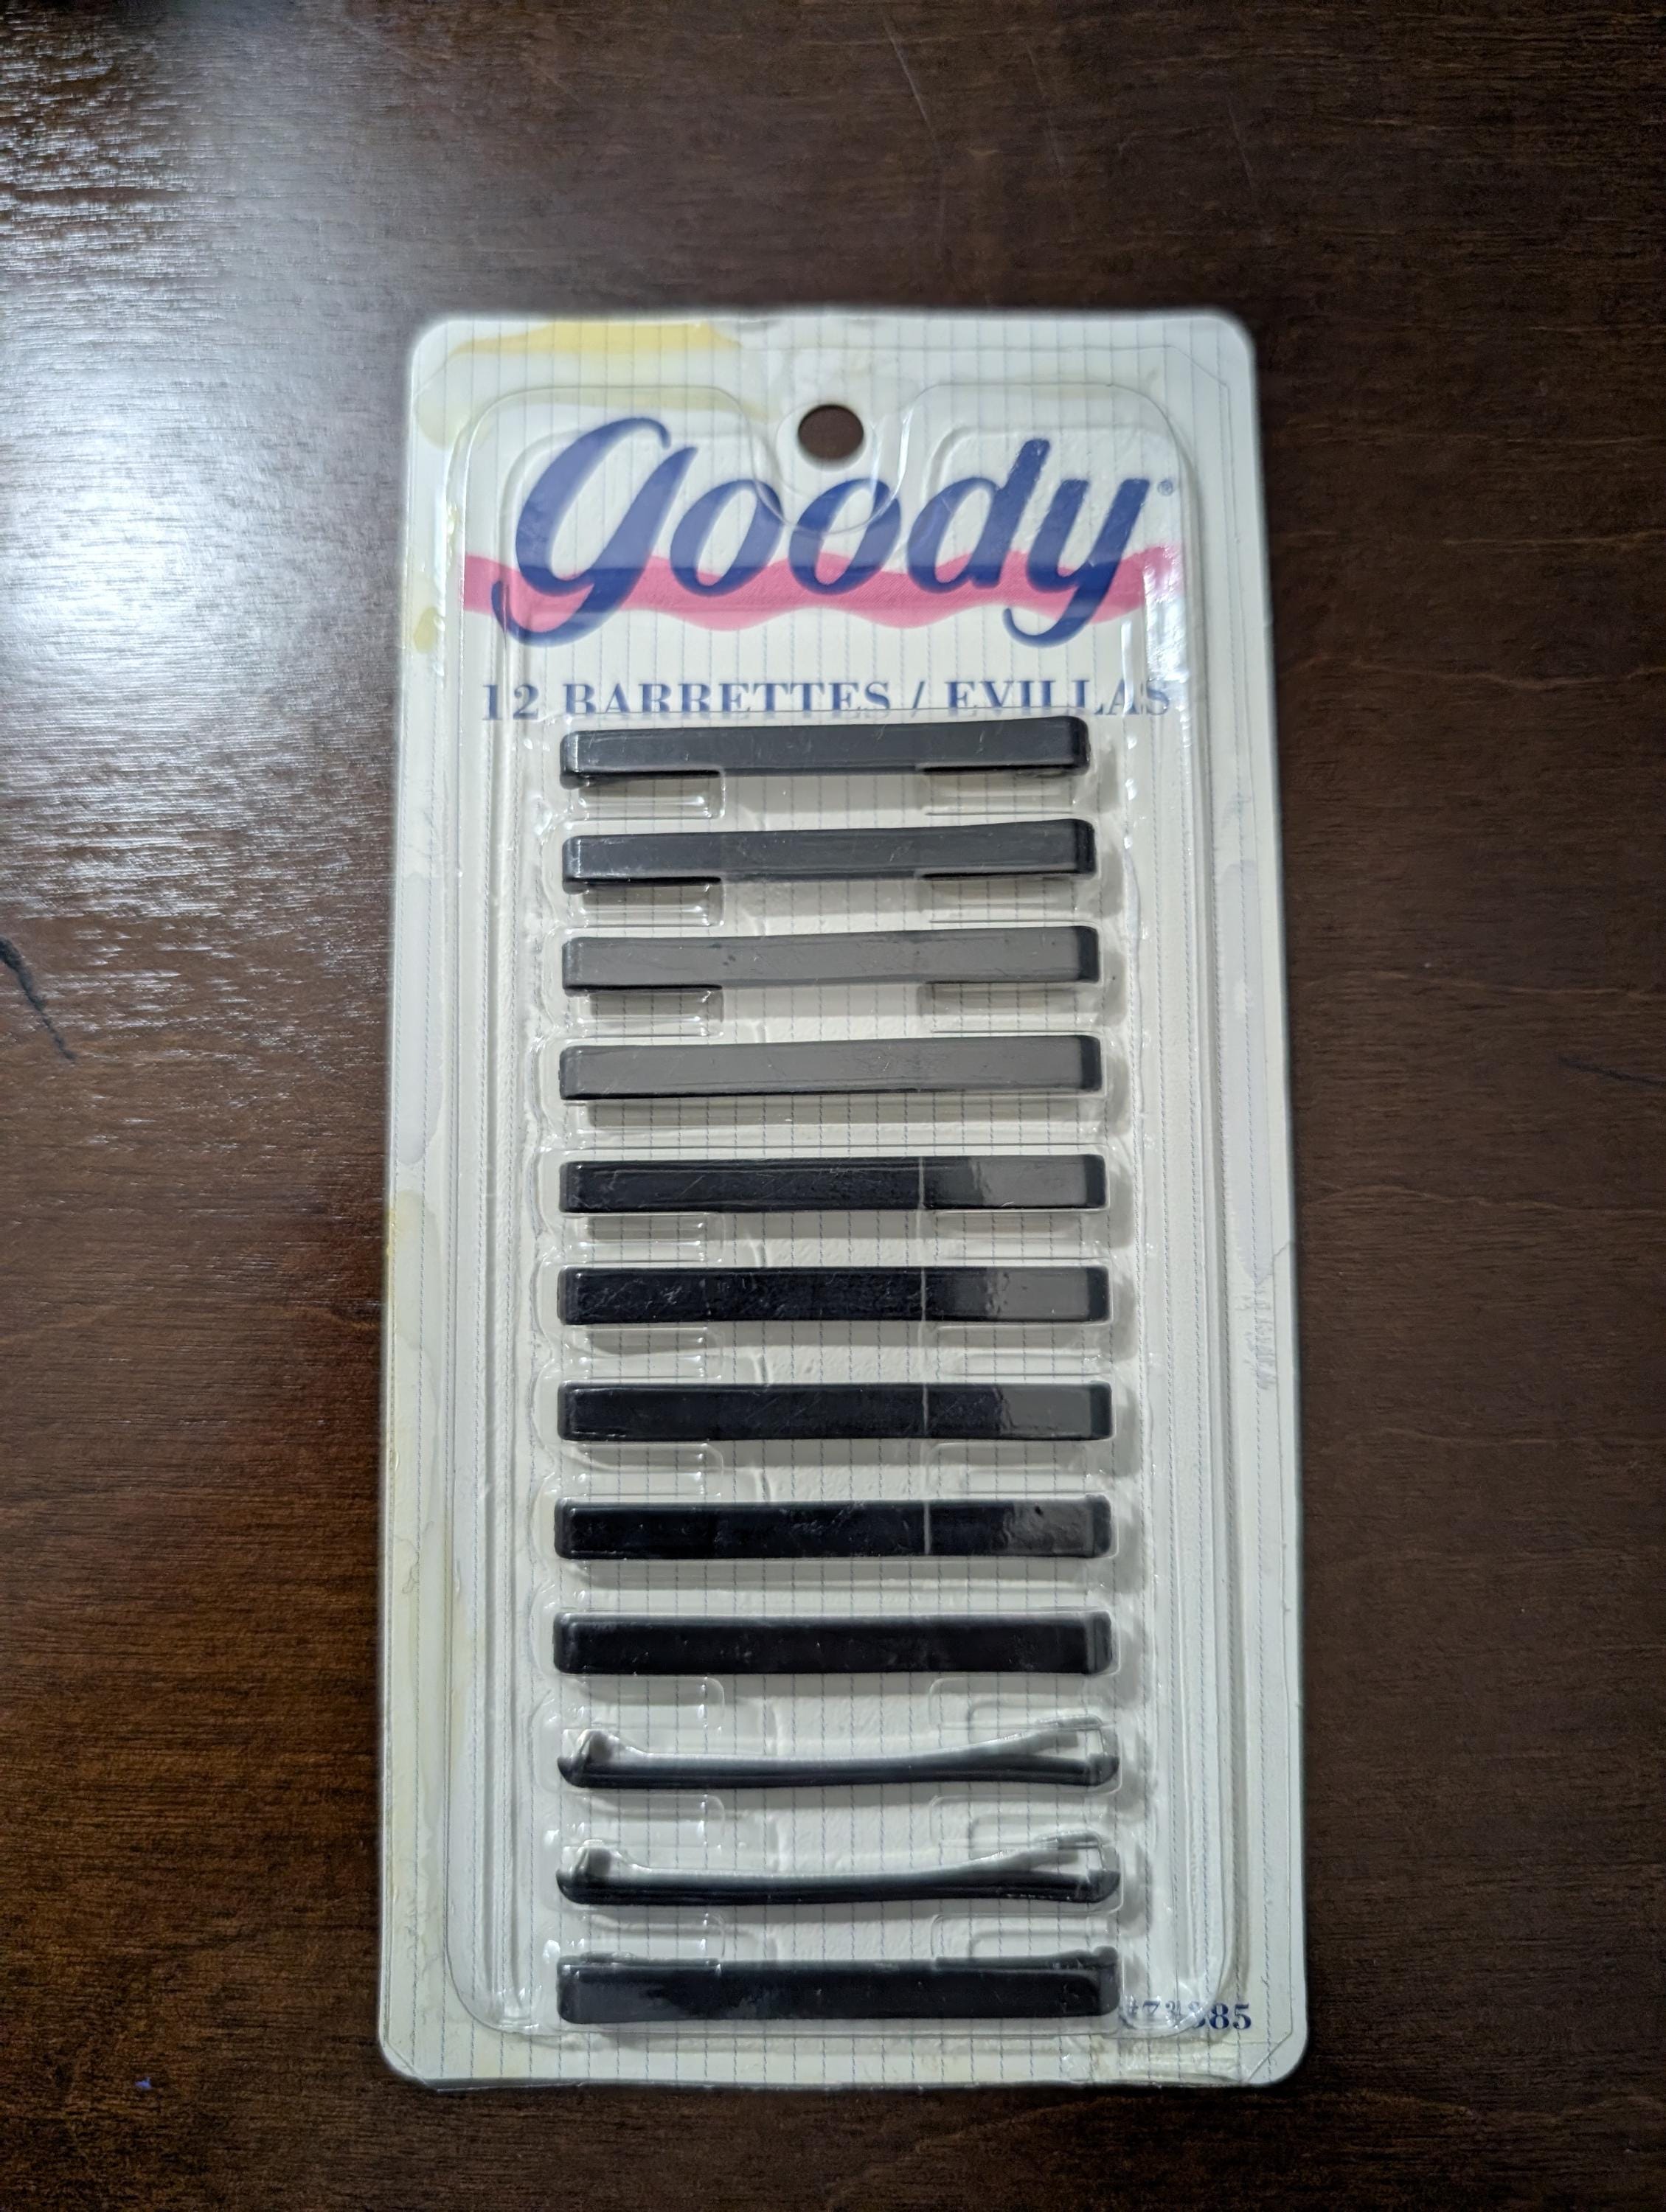 goody®
12 BARRETTES / EVILLAS